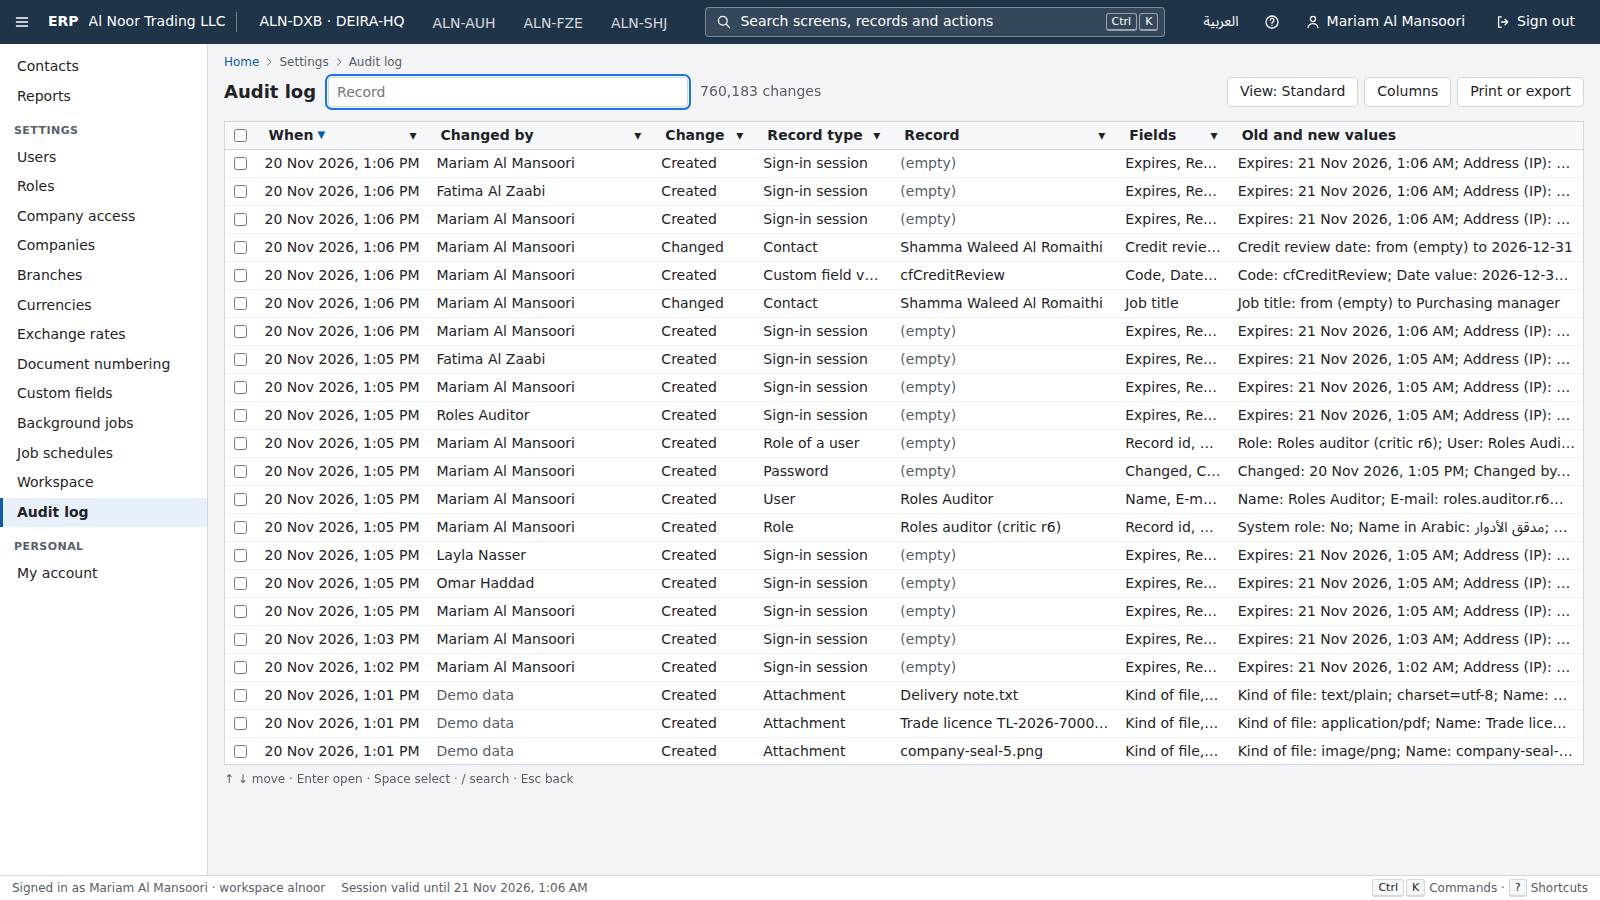 ERP Al Noor Trading LLC ALN-DXB · DEIRA-HQ ALN-AUH ALN-FZE ALN-SHJ Search screens, records and actions Ctrl K العربية Mariam Al Mansoori Sign out
Contacts
Reports
SETTINGS
Users
Roles
Company access
Companies
Branches
Currencies
Exchange rates
Document numbering
Custom fields
Background jobs
Job schedules
Workspace
Audit log
PERSONAL
My account
Home > Settings > Audit log
Audit log Record 760,183 changes View: Standard Columns Print or export
When ▼ ▼ Changed by ▼ Change ▼ Record type ▼ Record ▼ Fields ▼ Old and new values
20 Nov 2026, 1:06 PM Mariam Al Mansoori Created Sign-in session (empty) Expires, Re… Expires: 21 Nov 2026, 1:06 AM; Address (IP): …
20 Nov 2026, 1:06 PM Fatima Al Zaabi Created Sign-in session (empty) Expires, Re… Expires: 21 Nov 2026, 1:06 AM; Address (IP): …
20 Nov 2026, 1:06 PM Mariam Al Mansoori Created Sign-in session (empty) Expires, Re… Expires: 21 Nov 2026, 1:06 AM; Address (IP): …
20 Nov 2026, 1:06 PM Mariam Al Mansoori Changed Contact Shamma Waleed Al Romaithi Credit revie… Credit review date: from (empty) to 2026-12-31
20 Nov 2026, 1:06 PM Mariam Al Mansoori Created Custom field v… cfCreditReview Code, Date… Code: cfCreditReview; Date value: 2026-12-3…
20 Nov 2026, 1:06 PM Mariam Al Mansoori Changed Contact Shamma Waleed Al Romaithi Job title Job title: from (empty) to Purchasing manager
20 Nov 2026, 1:06 PM Mariam Al Mansoori Created Sign-in session (empty) Expires, Re… Expires: 21 Nov 2026, 1:06 AM; Address (IP): …
20 Nov 2026, 1:05 PM Fatima Al Zaabi Created Sign-in session (empty) Expires, Re… Expires: 21 Nov 2026, 1:05 AM; Address (IP): …
20 Nov 2026, 1:05 PM Mariam Al Mansoori Created Sign-in session (empty) Expires, Re… Expires: 21 Nov 2026, 1:05 AM; Address (IP): …
20 Nov 2026, 1:05 PM Roles Auditor Created Sign-in session (empty) Expires, Re… Expires: 21 Nov 2026, 1:05 AM; Address (IP): …
20 Nov 2026, 1:05 PM Mariam Al Mansoori Created Role of a user (empty) Record id, … Role: Roles auditor (critic r6); User: Roles Audi…
20 Nov 2026, 1:05 PM Mariam Al Mansoori Created Password (empty) Changed, C… Changed: 20 Nov 2026, 1:05 PM; Changed by…
20 Nov 2026, 1:05 PM Mariam Al Mansoori Created User Roles Auditor Name, E-m… Name: Roles Auditor; E-mail: roles.auditor.r6…
20 Nov 2026, 1:05 PM Mariam Al Mansoori Created Role Roles auditor (critic r6) Record id, … System role: No; Name in Arabic: مدقق الأدوار; …
20 Nov 2026, 1:05 PM Layla Nasser Created Sign-in session (empty) Expires, Re… Expires: 21 Nov 2026, 1:05 AM; Address (IP): …
20 Nov 2026, 1:05 PM Omar Haddad Created Sign-in session (empty) Expires, Re… Expires: 21 Nov 2026, 1:05 AM; Address (IP): …
20 Nov 2026, 1:05 PM Mariam Al Mansoori Created Sign-in session (empty) Expires, Re… Expires: 21 Nov 2026, 1:05 AM; Address (IP): …
20 Nov 2026, 1:03 PM Mariam Al Mansoori Created Sign-in session (empty) Expires, Re… Expires: 21 Nov 2026, 1:03 AM; Address (IP): …
20 Nov 2026, 1:02 PM Mariam Al Mansoori Created Sign-in session (empty) Expires, Re… Expires: 21 Nov 2026, 1:02 AM; Address (IP): …
20 Nov 2026, 1:01 PM Demo data Created Attachment Delivery note.txt Kind of file,… Kind of file: text/plain; charset=utf-8; Name: …
20 Nov 2026, 1:01 PM Demo data Created Attachment Trade licence TL-2026-7000… Kind of file,… Kind of file: application/pdf; Name: Trade lice…
20 Nov 2026, 1:01 PM Demo data Created Attachment company-seal-5.png Kind of file,… Kind of file: image/png; Name: company-seal-…
↑ ↓ move · Enter open · Space select · / search · Esc back
Signed in as Mariam Al Mansoori · workspace alnoor Session valid until 21 Nov 2026, 1:06 AM Ctrl K Commands · ? Shortcuts